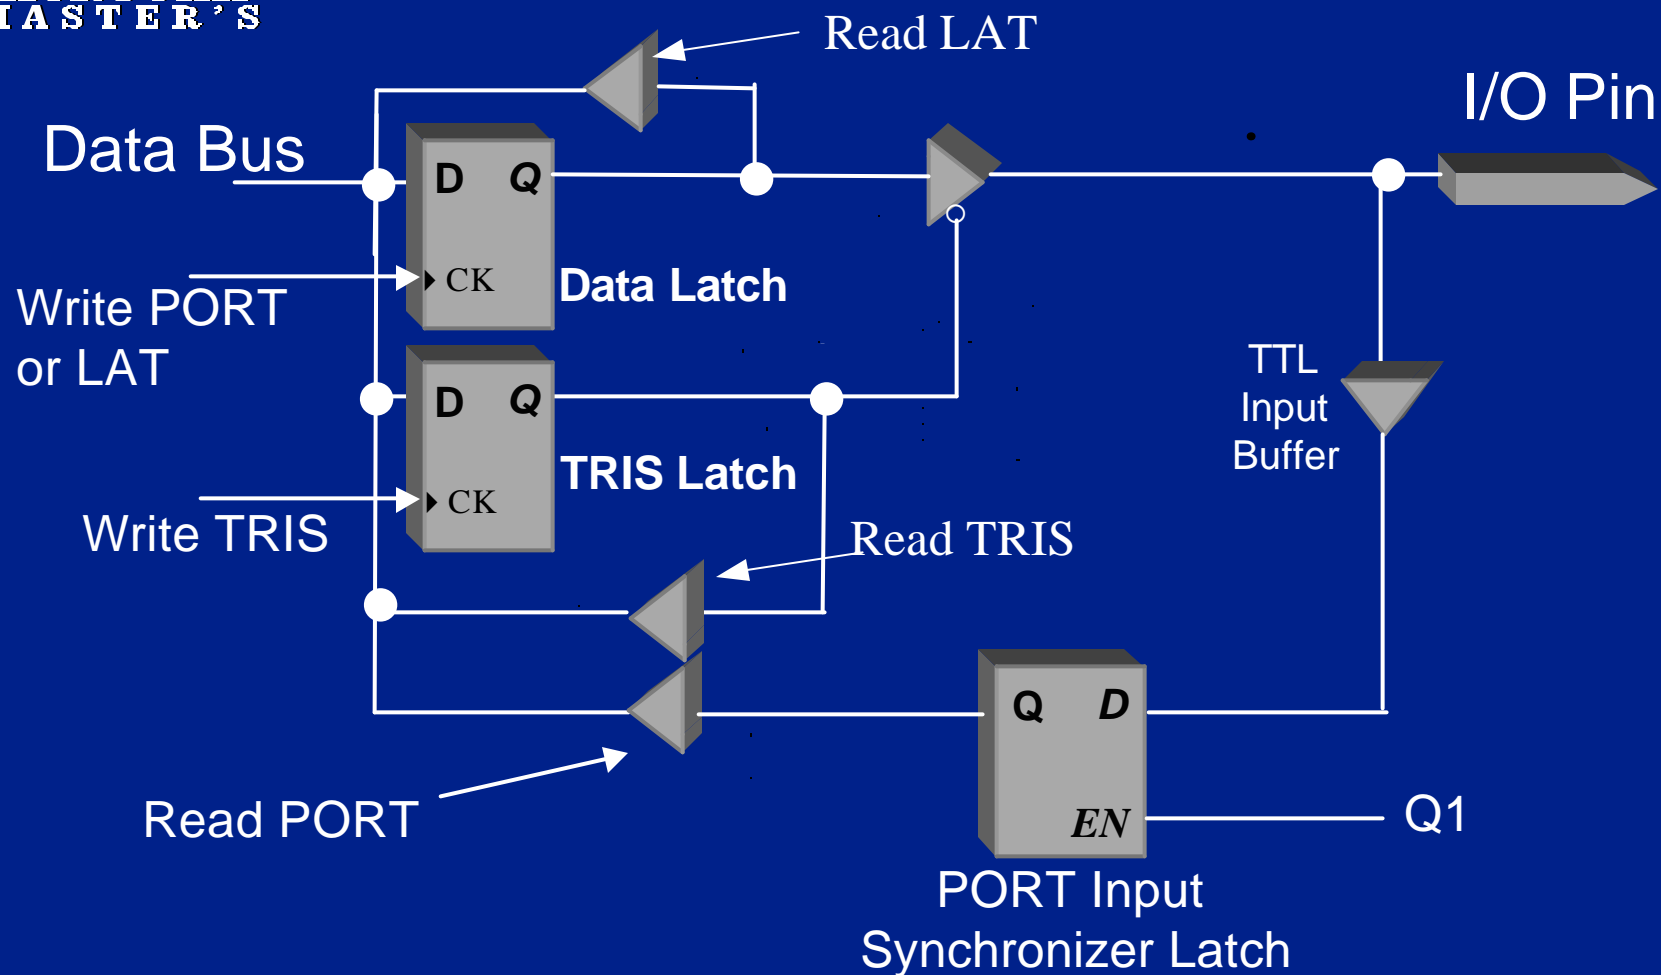 MASTER'S
Read LAT
I/O Pin
Data Bus
D Q
CK
Data Latch
Write PORT
or LAT
D Q
CK
TRIS Latch
Write TRIS
TTL
Input
Buffer
Read TRIS
Q D
EN
Q1
Read PORT
PORT Input
Synchronizer Latch